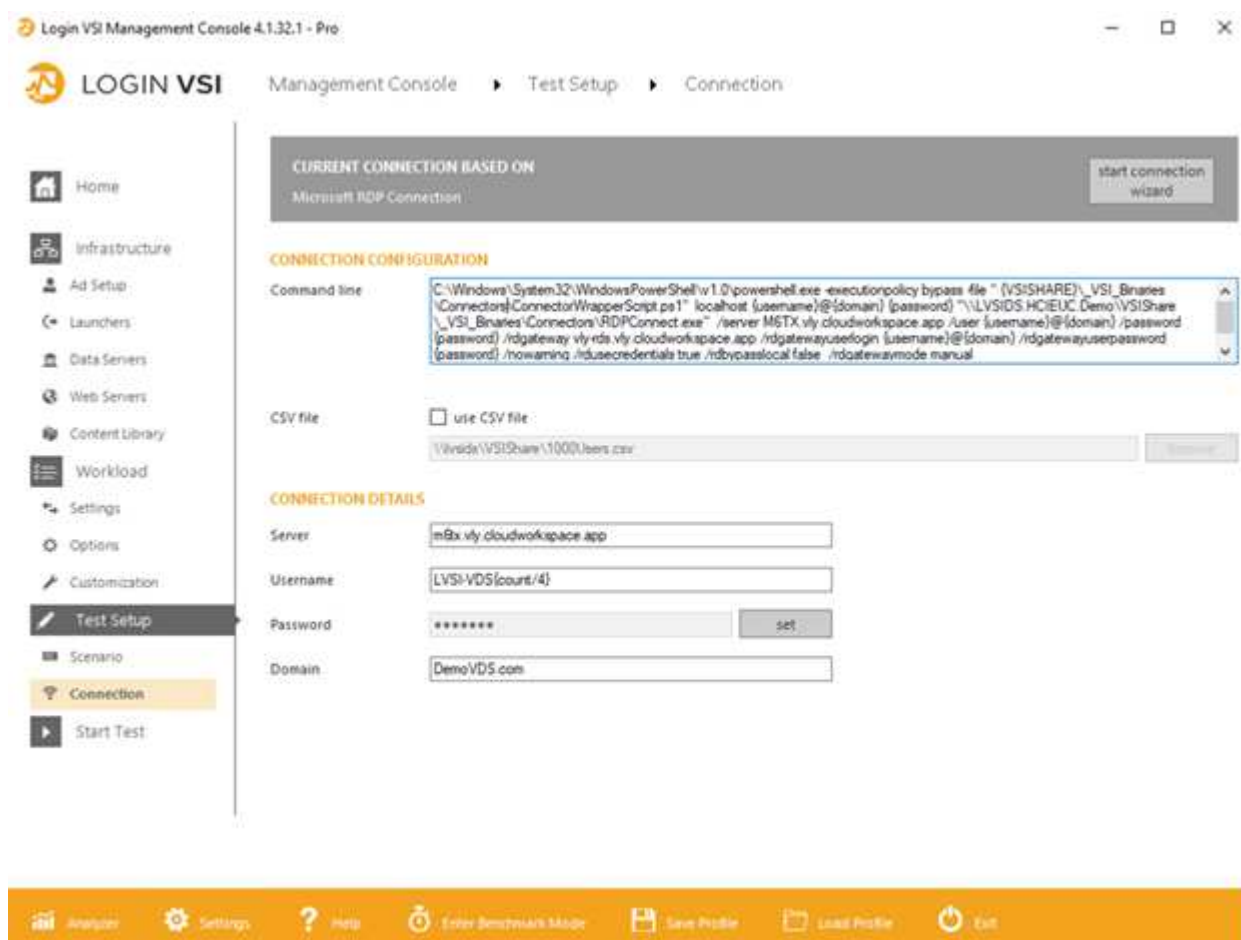 Login VSI Management Console 4.1.32.1 - Pro
LOGIN VSI
Management Console
Test Setup
Connection
Home
Infrastructure
Ad Setup
Launchers
Data Servers
Web Servers
Content Library
Workload
Settings
Options
Customization
Test Setup
Scenario
Connection
Start Test
CURRENT CONNECTION BASED ON
Microsoft RDP Connection
start connection
wizard
CONNECTION CONFIGURATION
Command line
C:\Windows\System32\WindowsPowerShell\v1.0\powershell.exe -executionpolicy bypass -file " {VSISHARE}\_VSI_Binaries
\Connectors\ConnectorWrapperScript.ps1" localhost {username}@{domain} {password} "\\LVSIDS.HCIEUC.Demo\VSIShare
\_VSI_Binaries\Connectors\RDPConnect.exe" /server M6TX.vly.cloudworkspace.app /user {username}@{domain} /password
{password} /rdgateway vly-rds.vly.cloudworkspace.app /rdgatewayuserlogin {username}@{domain} /rdgatewayuserpassword
{password} /nowarning /rdusecredentials true /rdbypasslocal false /rdgatewaymode manual
CSV file
use CSV file
\\lvsids\VSIShare\1000Users.csv
CONNECTION DETAILS
Server
m6tx.vly.cloudworkspace.app
Username
LVSI-VDS{count/4}
Password
*******
set
Domain
DemoVDS.com
Analyzer
Settings
Help
Enter Benchmark Mode
Save Profile
Load Profile
Exit